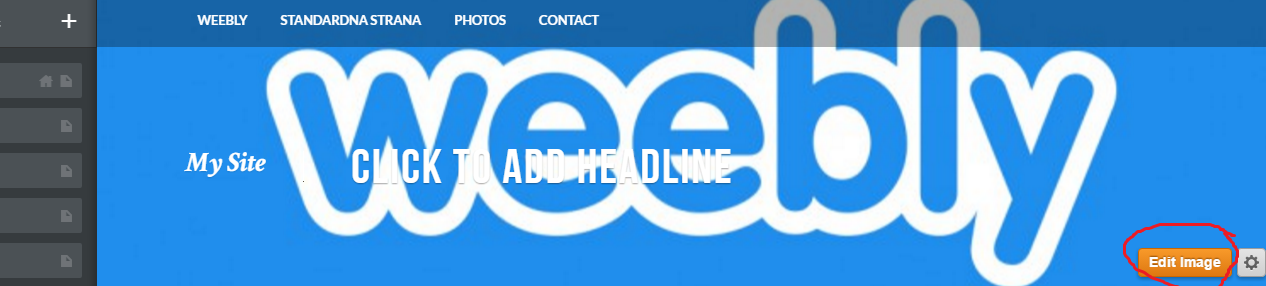 WEEBLY STANDARDNA STRANA PHOTOS CONTACT
weebly
My Site CLICK TO ADD HEADLINE
Edit Image